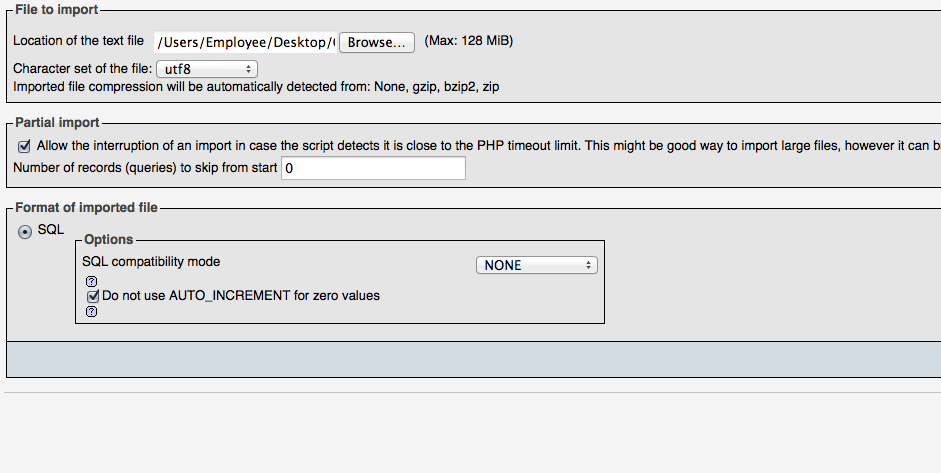 File to import
Location of the text file /Users/Employee/Desktop/ Browse... (Max: 128 MiB)
Character set of the file: utf8
Imported file compression will be automatically detected from: None, gzip, bzip2, zip
Partial import
Allow the interruption of an import in case the script detects it is close to the PHP timeout limit. This might be good way to import large files, however it can b
Number of records (queries) to skip from start 0
Format of imported file
SQL
Options
SQL compatibility mode NONE
?
Do not use AUTO_INCREMENT for zero values
?